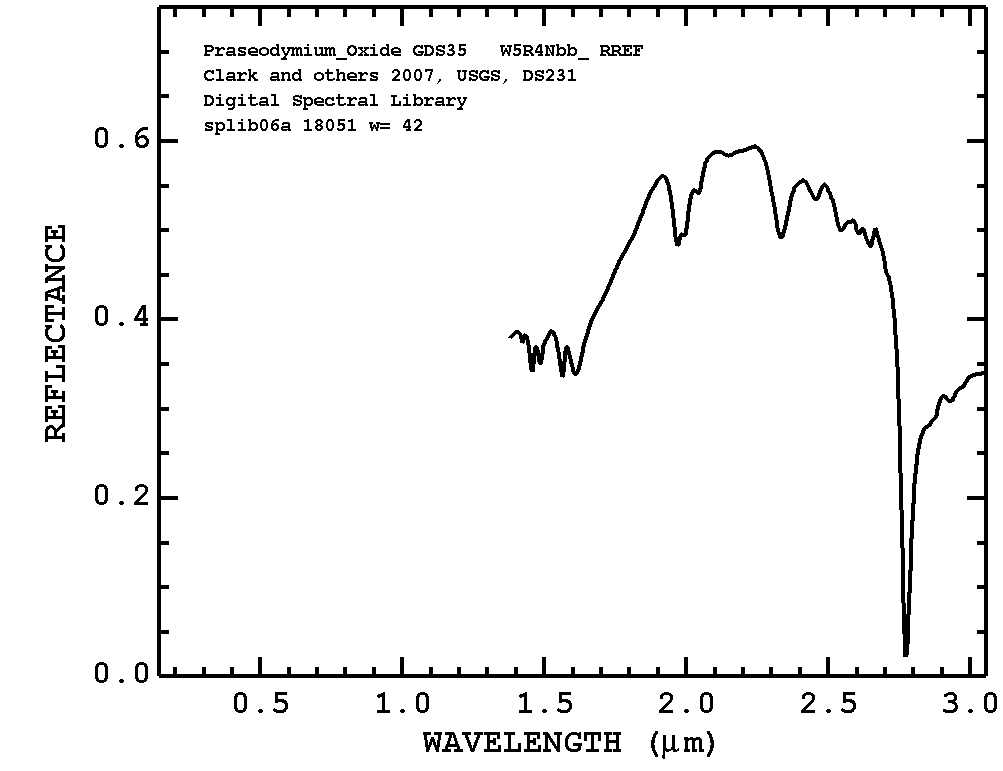 Praseodymium_Oxide GDS35   W5R4Nbb_ RREF
Clark and others 2007, USGS, DS231
Digital Spectral Library
splib06a 18051 w= 42
0.6
0.4
0.2
0.0
REFLECTANCE
0.5 1.0 1.5 2.0 2.5 3.0
WAVELENGTH (μm)